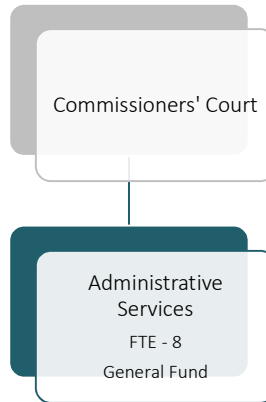 Commissioners' Court
Administrative
Services
FTE - 8
General Fund